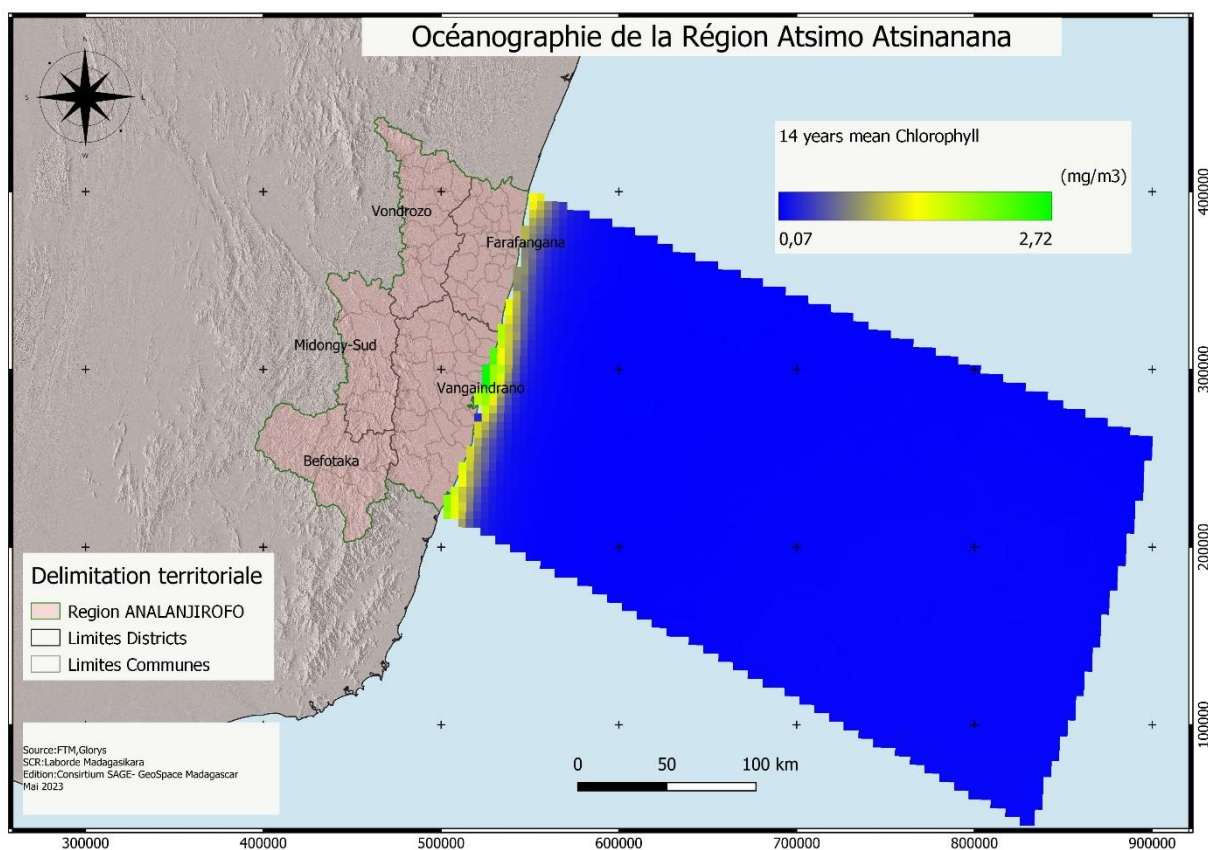 Océanographie de la Région Atsimo Atsinanana
N
S
L
W
14 years mean Chlorophyll
(mg/m3)
0,07 2,72
Vondrozo
Farafangana
Midongy-Sud
Vangaindrano
Befotaka
Delimitation territoriale
Region ANALANJIROFO
Limites Districts
Limites Communes
Source:FTM,Glorys
SCR:Laborde Madagasikara
Edition:Consirtium SAGE- GeoSpace Madagascar
Mai 2023
0 50 100 km
400000
300000
200000
100000
300000 400000 500000 600000 700000 800000 900000